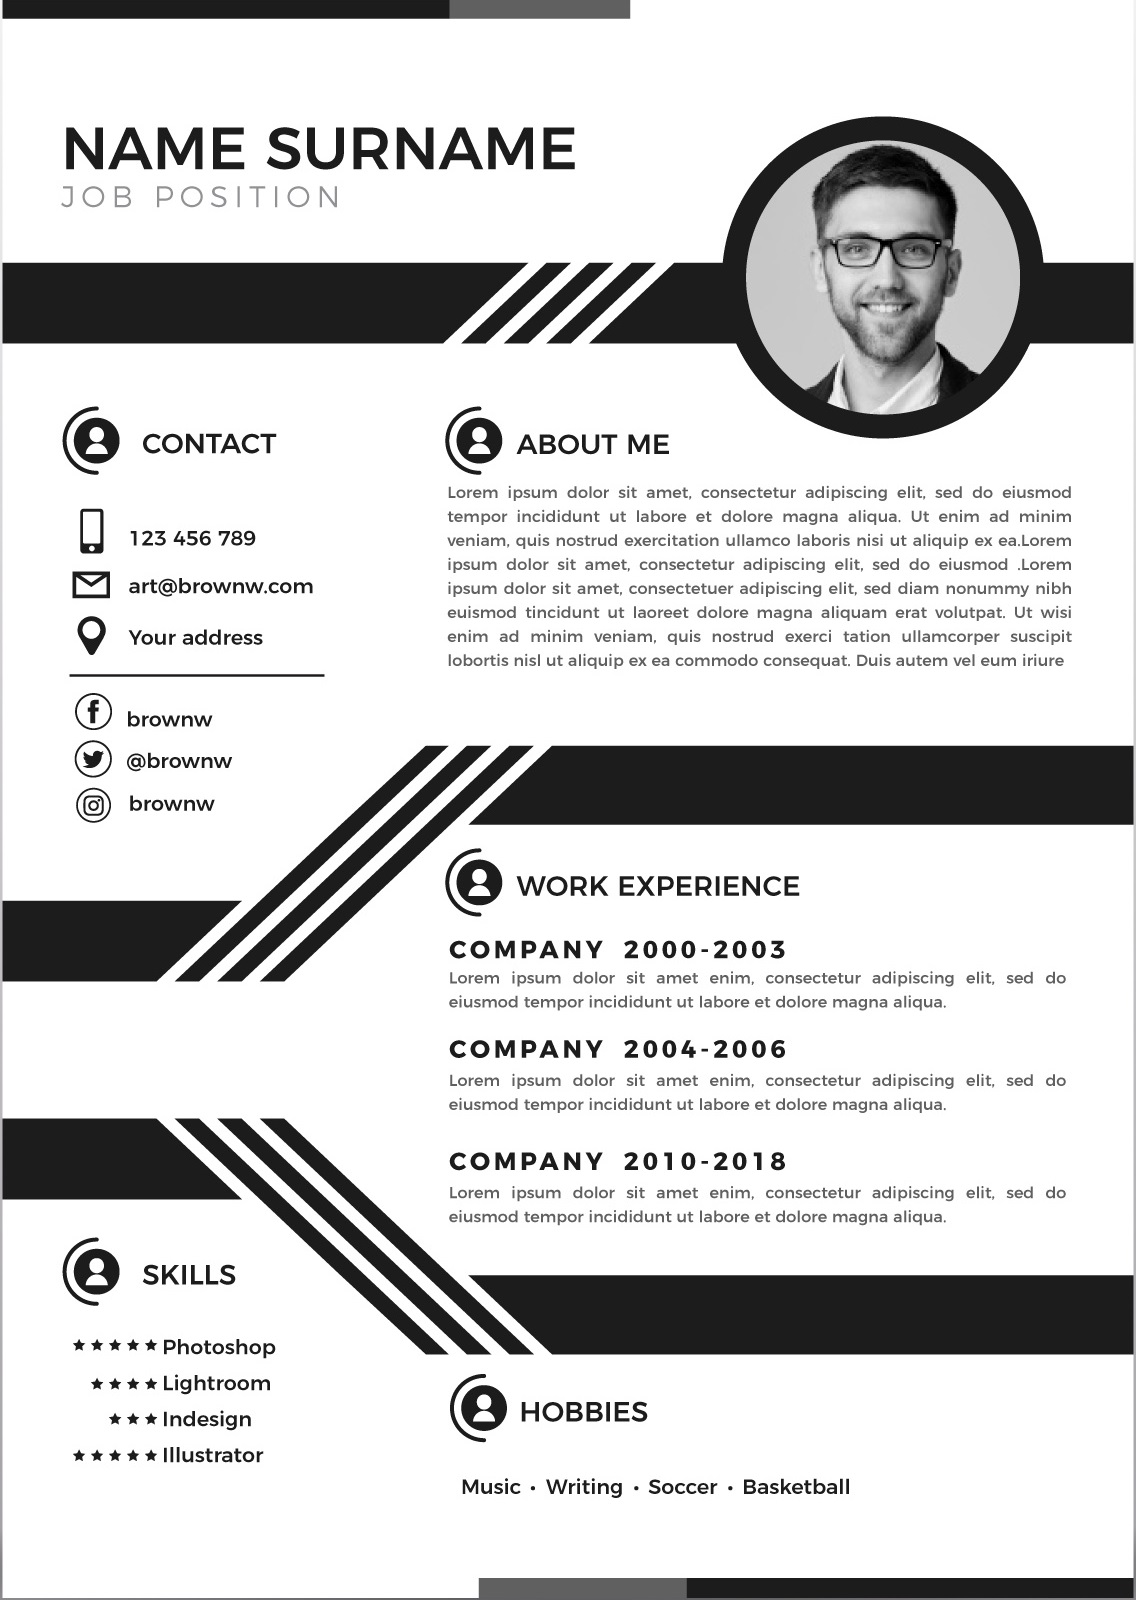 NAME SURNAME
JOB POSITION
CONTACT
123 456 789
art@brownw.com
Your address
brownw
@brownw
brownw
ABOUT ME
Lorem ipsum dolor sit amet, consectetur adipiscing elit, sed do eiusmod
tempor incididunt ut labore et dolore magna aliqua. Ut enim ad minim
veniam, quis nostrud exercitation ullamco laboris nisi ut aliquip ex ea.Lorem
ipsum dolor sit amet, consectetur adipiscing elit, sed do eiusmod .Lorem
ipsum dolor sit amet, consectetuer adipiscing elit, sed diam nonummy nibh
euismod tincidunt ut laoreet dolore magna aliquam erat volutpat. Ut wisi
enim ad minim veniam, quis nostrud exerci tation ullamcorper suscipit
lobortis nisl ut aliquip ex ea commodo consequat. Duis autem vel eum iriure
WORK EXPERIENCE
COMPANY 2000-2003
Lorem ipsum dolor sit amet enim, consectetur adipiscing elit, sed do
eiusmod tempor incididunt ut labore et dolore magna aliqua.
COMPANY 2004-2006
Lorem ipsum dolor sit amet enim, consectetur adipiscing elit, sed do
eiusmod tempor incididunt ut labore et dolore magna aliqua.
COMPANY 2010-2018
Lorem ipsum dolor sit amet enim, consectetur adipiscing elit, sed do
eiusmod tempor incididunt ut labore et dolore magna aliqua.
SKILLS
★★★★★ Photoshop
★★★★ Lightroom
★★★ Indesign
★★★★★ Illustrator
HOBBIES
Music • Writing • Soccer • Basketball